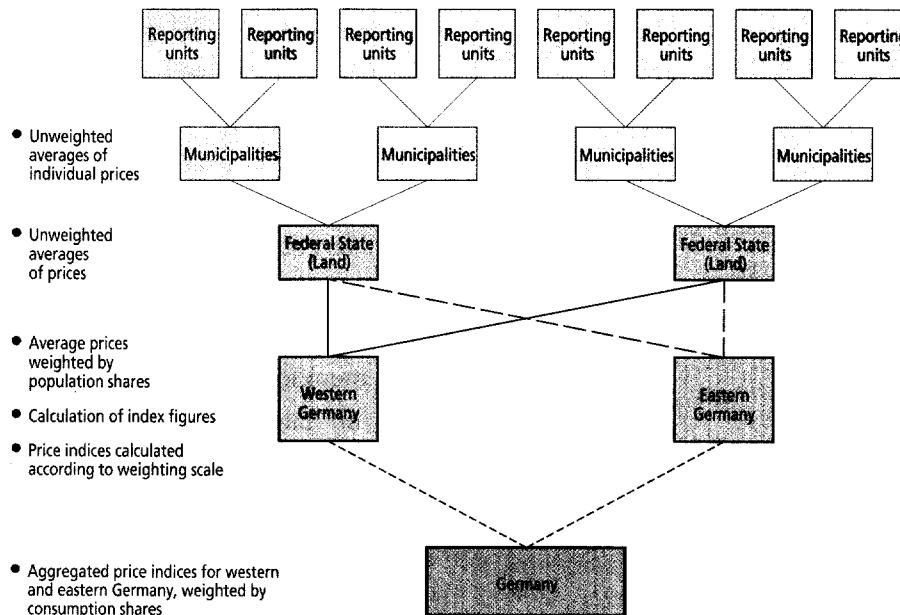 Reporting units
Reporting units
Reporting units
Reporting units
Reporting units
Reporting units
Reporting units
Reporting units
• Unweighted
averages of
individual prices
Municipalities
Municipalities
Municipalities
Municipalities
• Unweighted
averages
of prices
Federal State
(Land)
Federal State
(Land)
• Average prices
weighted by
population shares
• Calculation of index figures
• Price indices calculated
according to weighting scale
Western
Germany
Eastern
Germany
• Aggregated price indices for western
and eastern Germany, weighted by
consumption shares
Germany